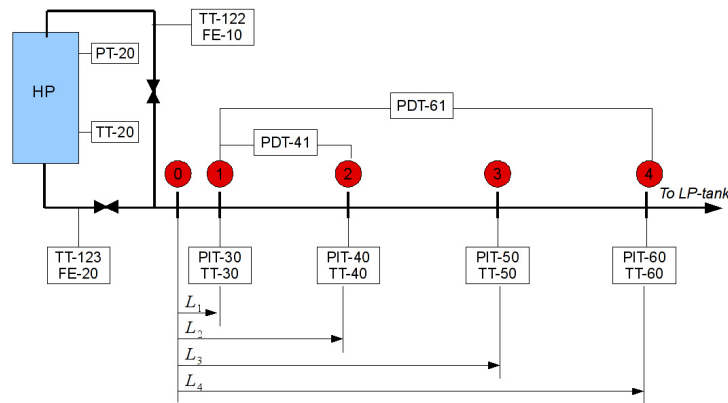 TT-122
FE-10
PT-20
HP
TT-20
PDT-61
PDT-41
0
1
2
3
4
To LP-tank
TT-123
FE-20
PIT-30
TT-30
PIT-40
TT-40
PIT-50
TT-50
PIT-60
TT-60
L1
L2
L3
L4